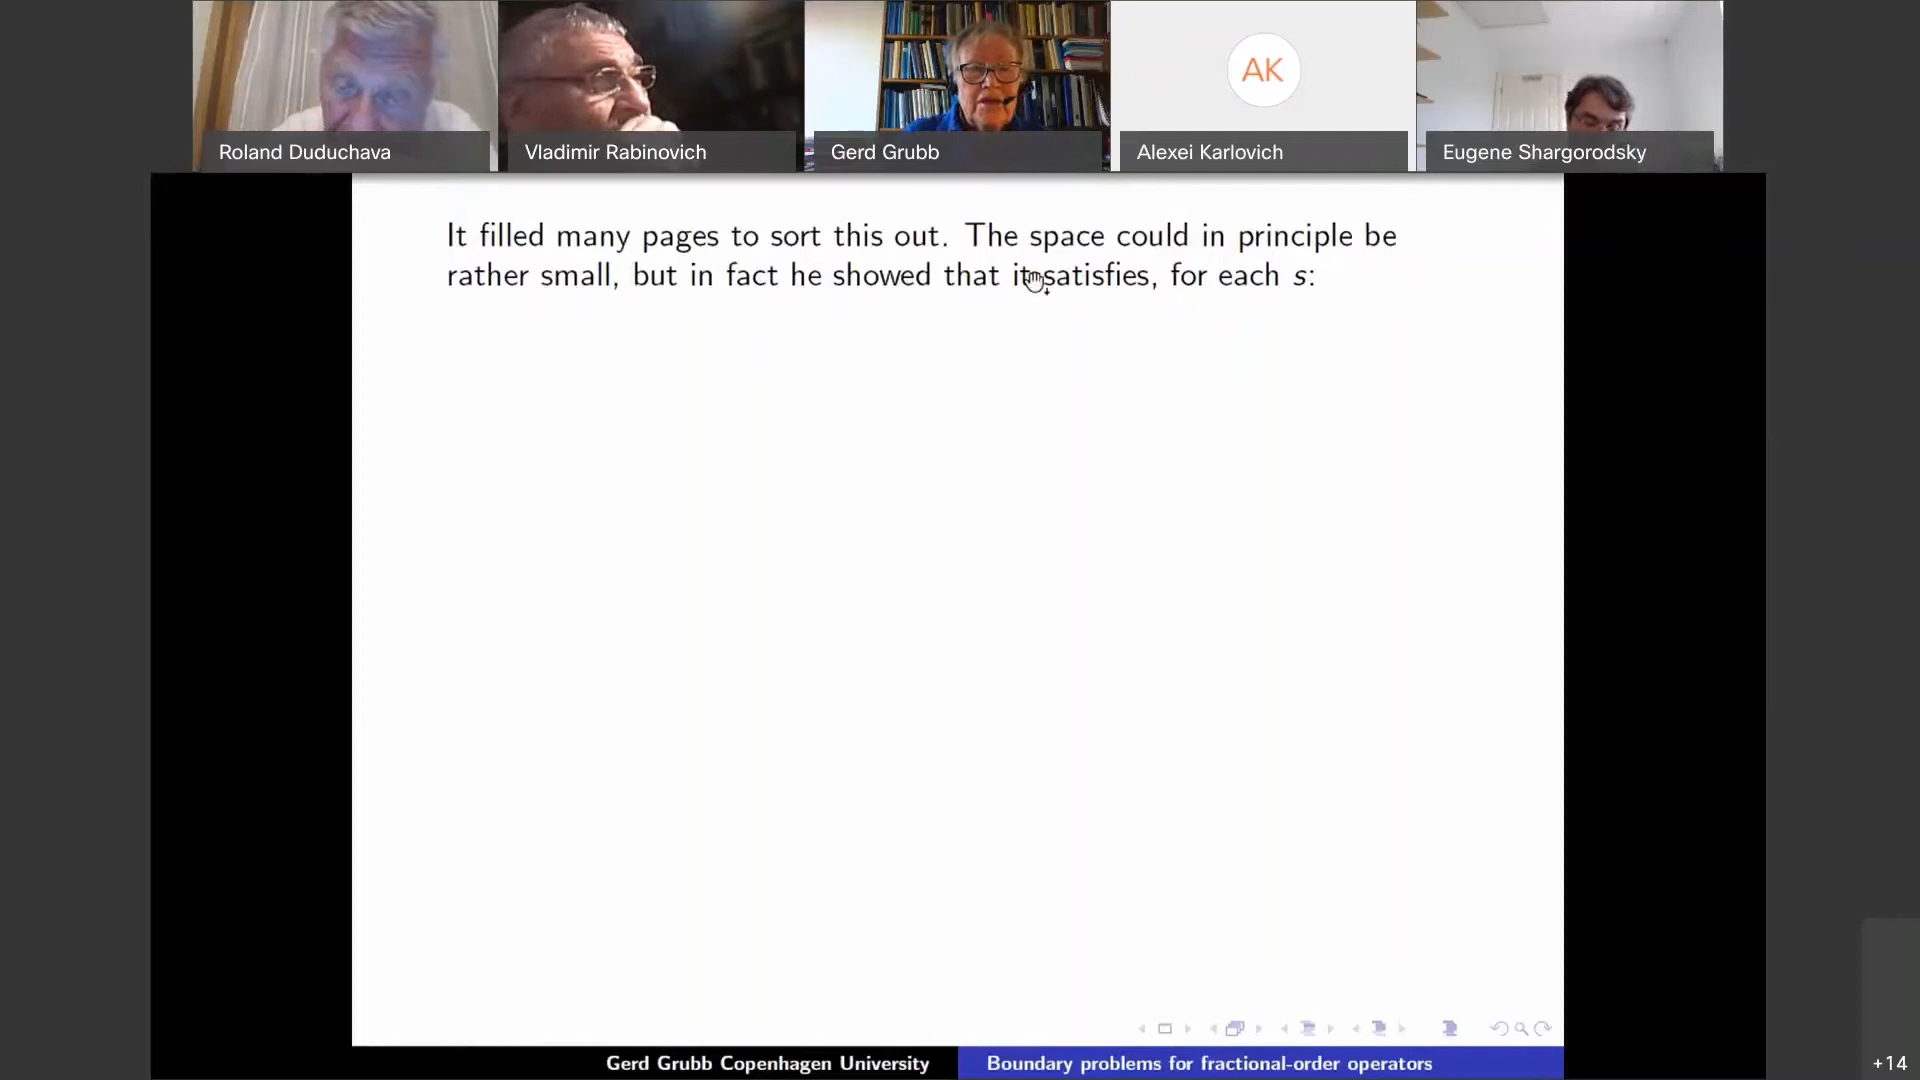 Roland Duduchava
Vladimir Rabinovich
Gerd Grubb
AK
Alexei Karlovich
Eugene Shargorodsky
It filled many pages to sort this out. The space could in principle be
rather small, but in fact he showed that it satisfies, for each s:
Gerd Grubb Copenhagen University
Boundary problems for fractional-order operators
+14